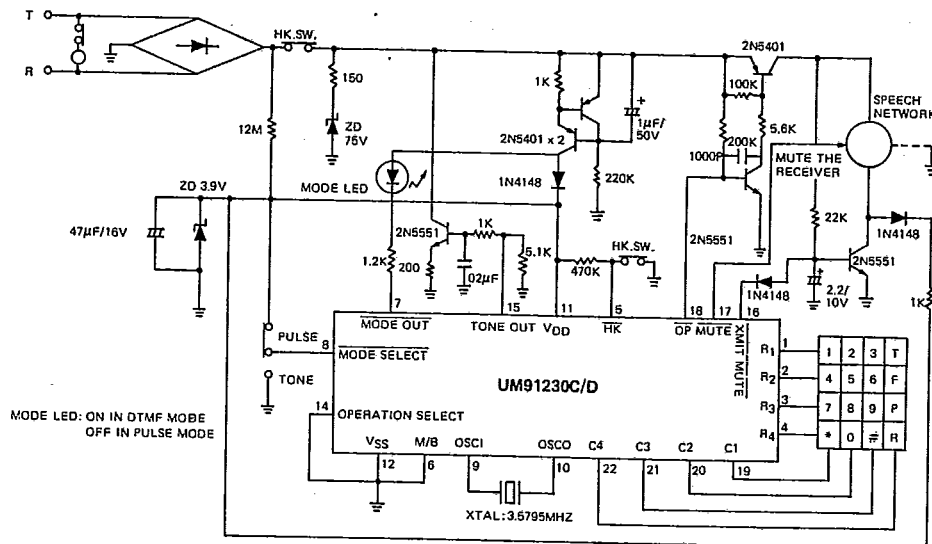 T
R
HK.SW.
150
ZD
75V
12M
1K
2N5401 x 2
1µF/
50V
220K
2N5401
100K
200K
5.6K
1000P
SPEECH
NETWORK
MUTE THE
RECEIVER
ZD 3.9V
MODE LED
1N4148
47µF/16V
2N5551
1K
1.2K
200
02µF
5.1K
470K
HK.SW.
2N5551
22K
1N4148
2N5551
1N4148
2.2/
10V
1K
7
15
11
5
18
17
16
MODE OUT
TONE OUT
VDD
HK
OP
MUTE
XMIT MUTE
PULSE
8
MODE SELECT
TONE
UM91230C/D
R1
1
R2
2
R3
3
R4
4
1 2 3 T
4 5 6 F
7 8 9 P
* 0 # R
MODE LED: ON IN DTMF MOBE
OFF IN PULSE MODE
14
OPERATION SELECT
VSS
M/B
OSCI
OSCO
C4
C3
C2
C1
12
6
9
10
22
21
20
19
XTAL:3.5795MHZ